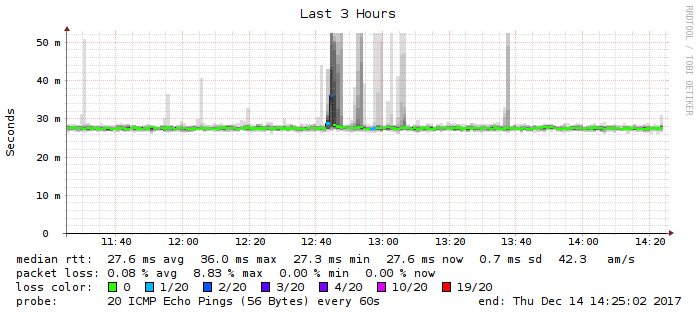 Last 3 Hours
RRDTOOL / TOBI OETIKER
Seconds
50 m
40 m
30 m
20 m
10 m
0
11:40 12:00 12:20 12:40 13:00 13:20 13:40 14:00 14:20
median rtt: 27.6 ms avg 36.0 ms max 27.3 ms min 27.6 ms now 0.7 ms sd 42.3 am/s
packet loss: 0.08 % avg 8.83 % max 0.00 % min 0.00 % now
loss color: 0 1/20 2/20 3/20 4/20 10/20 19/20
probe: 20 ICMP Echo Pings (56 Bytes) every 60s end: Thu Dec 14 14:25:02 2017